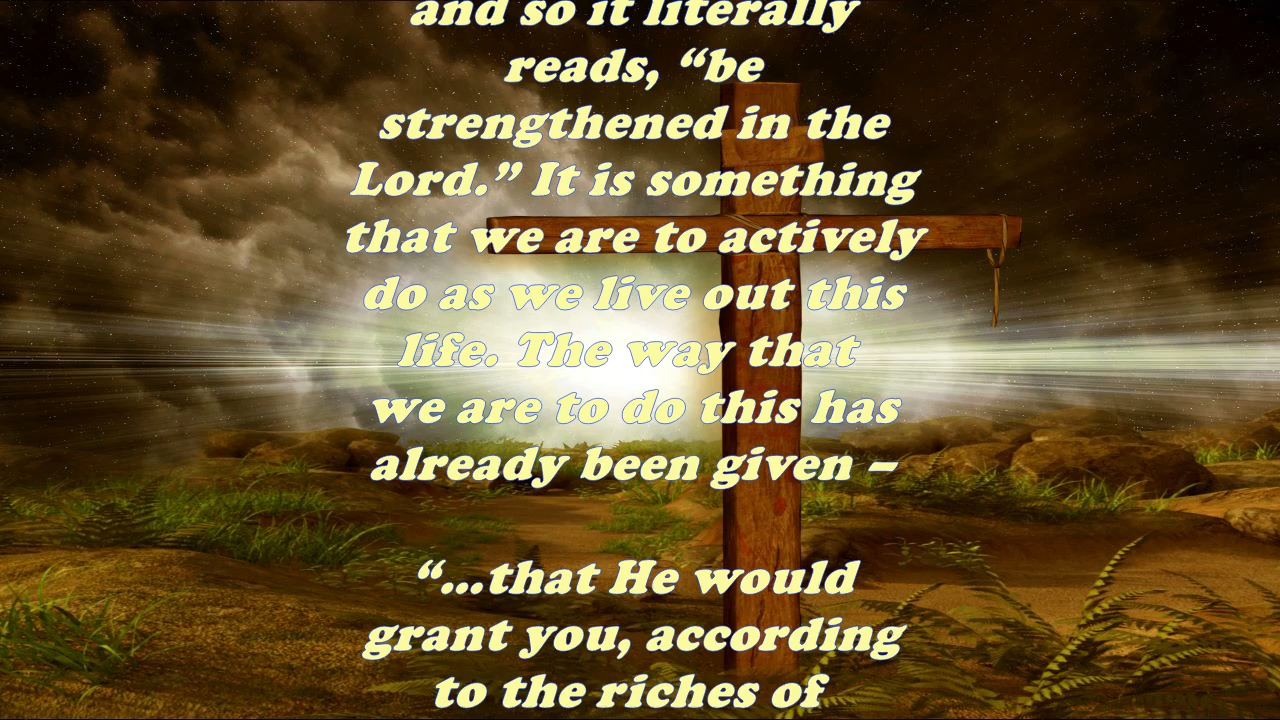 and so it literally
reads, “be
strengthened in the
Lord.” It is something
that we are to actively
do as we live out this
life. The way that
we are to do this has
already been given –
“...that He would
grant you, according
to the riches of